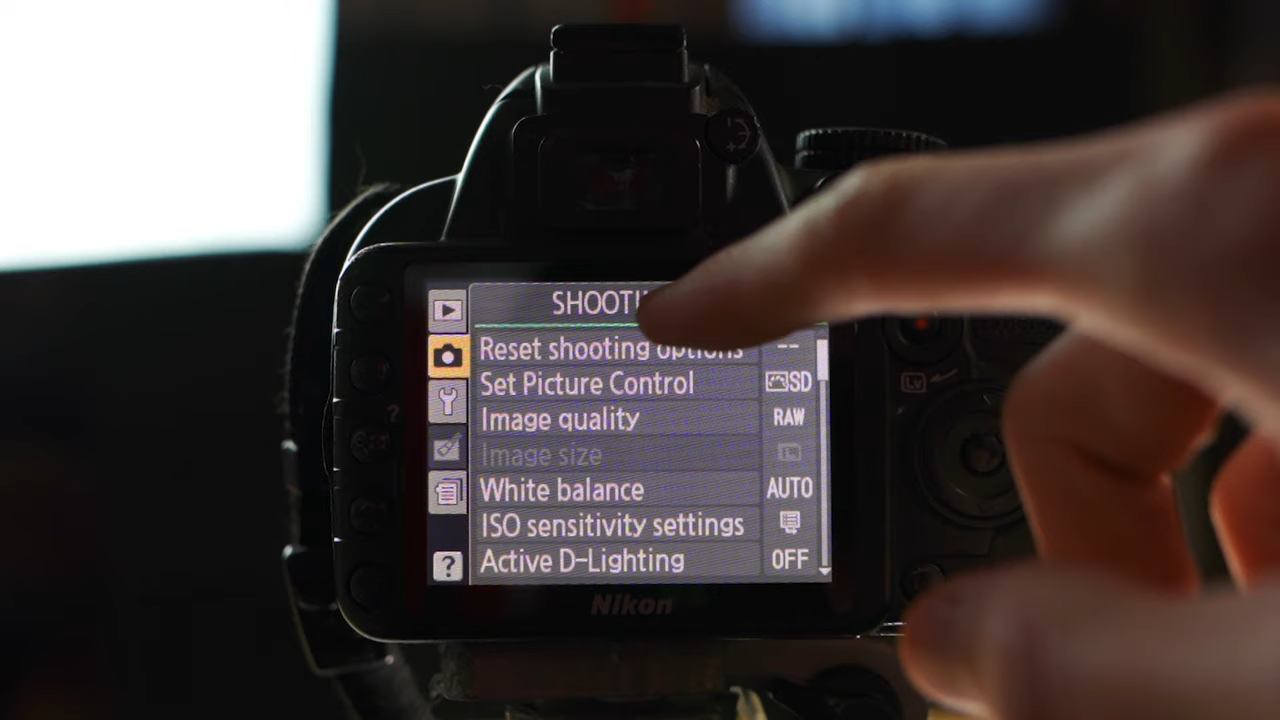 SHOOTI
Reset shooting options --
Set Picture Control SD
Image quality RAW
Image size
White balance AUTO
ISO sensitivity settings
Active D-Lighting OFF
?
?
Lv
Nikon